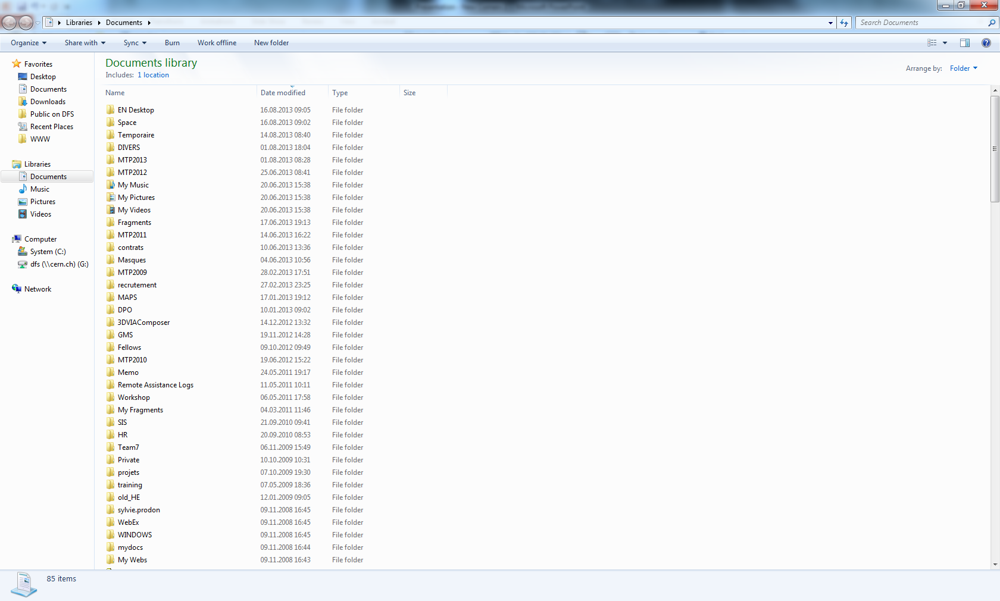 Libraries Documents Search Documents
Organize Share with Sync Burn Work offline New folder
Favorites
Desktop
Documents
Downloads
Public on DFS
Recent Places
WWW
Libraries
Documents
Music
Pictures
Videos
Computer
System (C:)
dfs (\\cern.ch) (G:)
Network
Documents library
Includes: 1 location
Arrange by: Folder
Name Date modified Type Size
EN Desktop 16.08.2013 09:05 File folder
Space 16.08.2013 09:02 File folder
Temporaire 14.08.2013 08:40 File folder
DIVERS 01.08.2013 18:04 File folder
MTP2013 01.08.2013 08:28 File folder
MTP2012 25.06.2013 08:41 File folder
My Music 20.06.2013 15:38 File folder
My Pictures 20.06.2013 15:38 File folder
My Videos 20.06.2013 15:38 File folder
Fragments 17.06.2013 19:13 File folder
MTP2011 14.06.2013 16:22 File folder
contrats 10.06.2013 13:36 File folder
Masques 04.06.2013 10:56 File folder
MTP2009 28.02.2013 17:51 File folder
recrutement 27.02.2013 23:25 File folder
MAPS 17.01.2013 19:12 File folder
DPO 10.01.2013 09:02 File folder
3DVIAComposer 14.12.2012 13:32 File folder
GMS 19.11.2012 14:28 File folder
Fellows 09.10.2012 09:49 File folder
MTP2010 19.06.2012 15:22 File folder
Memo 24.05.2011 19:17 File folder
Remote Assistance Logs 11.05.2011 10:11 File folder
Workshop 06.05.2011 17:58 File folder
My Fragments 04.03.2011 11:46 File folder
SIS 21.09.2010 09:41 File folder
HR 20.09.2010 08:53 File folder
Team7 06.11.2009 15:49 File folder
Private 10.10.2009 10:31 File folder
projets 07.10.2009 19:30 File folder
training 07.05.2009 18:36 File folder
old_HE 12.01.2009 09:05 File folder
sylvie.prodon 09.11.2008 16:45 File folder
WebEx 09.11.2008 16:45 File folder
WINDOWS 09.11.2008 16:45 File folder
mydocs 09.11.2008 16:44 File folder
My Webs 09.11.2008 16:43 File folder
85 items